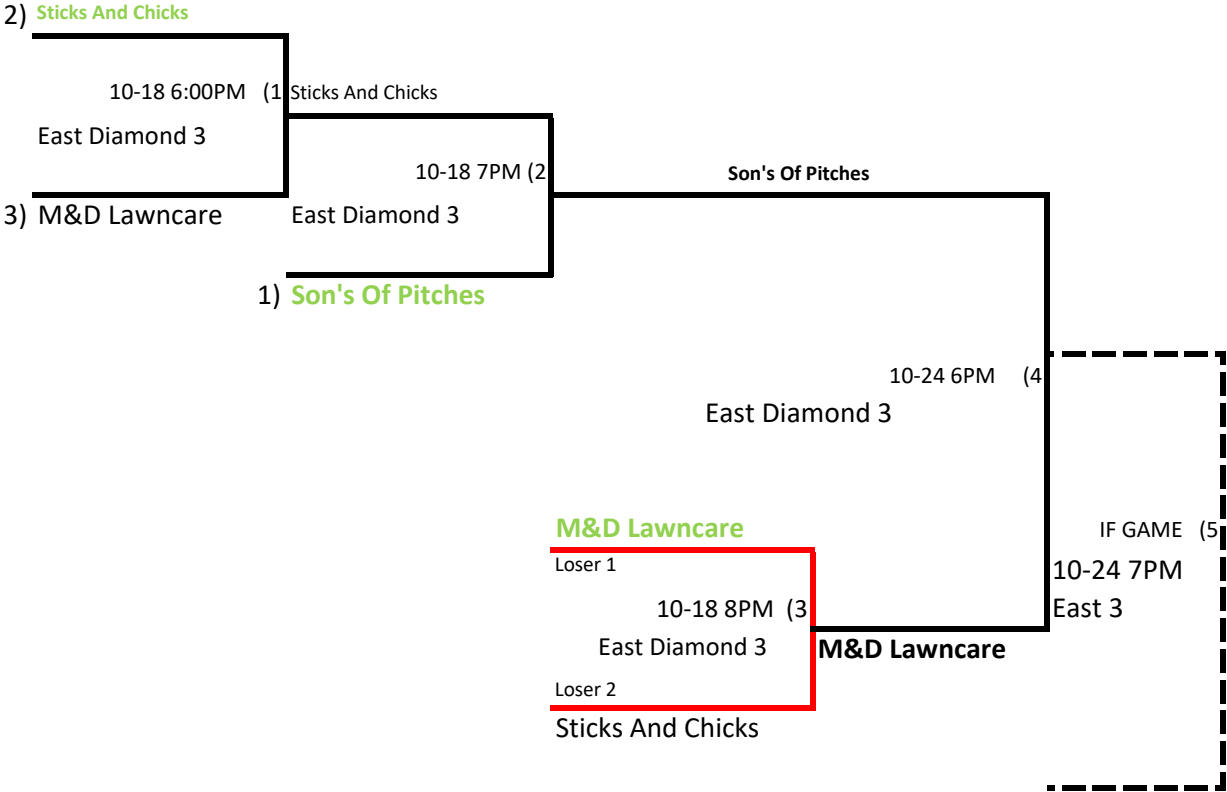 2) Sticks And Chicks
10-18 6:00PM (1 Sticks And Chicks
East Diamond 3
10-18 7PM (2
Son's Of Pitches
3) M&D Lawncare
East Diamond 3
1) Son's Of Pitches
10-24 6PM (4
East Diamond 3
M&D Lawncare
IF GAME (5
Loser 1
10-24 7PM
10-18 8PM (3
East 3
East Diamond 3
M&D Lawncare
Loser 2
Sticks And Chicks